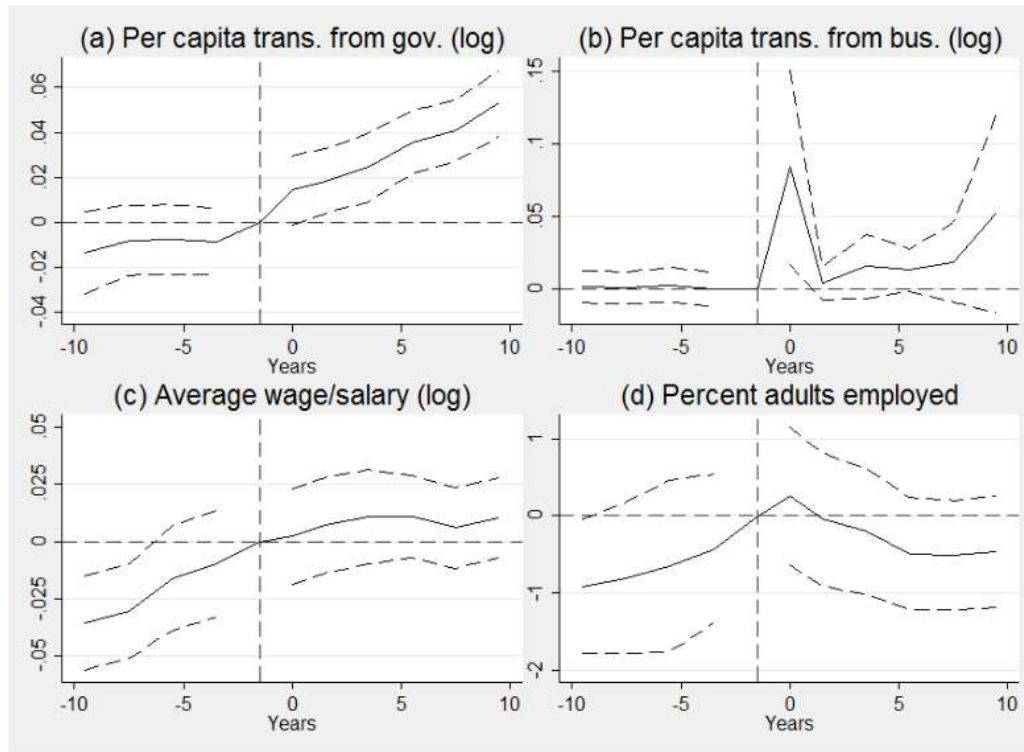 (a) Per capita trans. from gov. (log)
.06
.04
.02
0
-.02
-.04
-10 -5 0 5 10
Years
(b) Per capita trans. from bus. (log)
.15
.1
.05
0
-10 -5 0 5 10
Years
(c) Average wage/salary (log)
.05
.025
0
-.025
-.05
-10 -5 0 5 10
Years
(d) Percent adults employed
1
0
-1
-2
-10 -5 0 5 10
Years